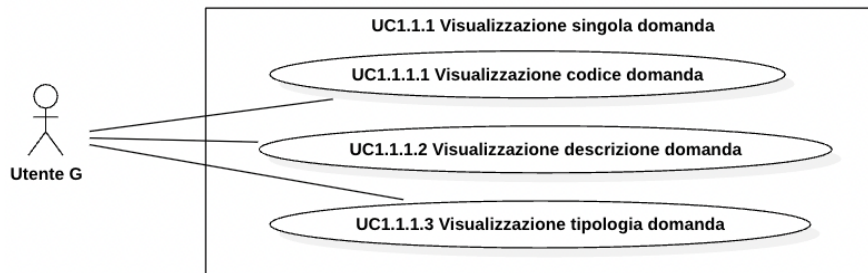 UC1.1.1 Visualizzazione singola domanda
UC1.1.1.1 Visualizzazione codice domanda
UC1.1.1.2 Visualizzazione descrizione domanda
Utente G
UC1.1.1.3 Visualizzazione tipologia domanda